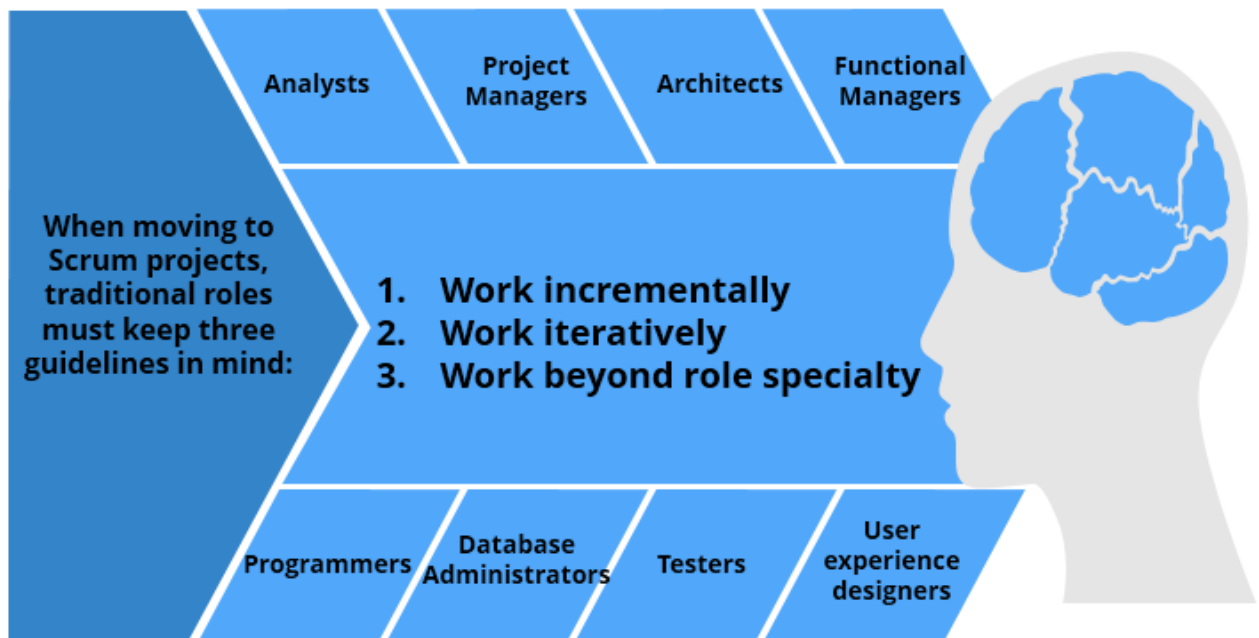 Analysts
Project
Managers
Architects
Functional
Managers
When moving to
Scrum projects,
traditional roles
must keep three
guidelines in mind:
1. Work incrementally
2. Work iteratively
3. Work beyond role specialty
Programmers
Database
Administrators
Testers
User
experience
designers